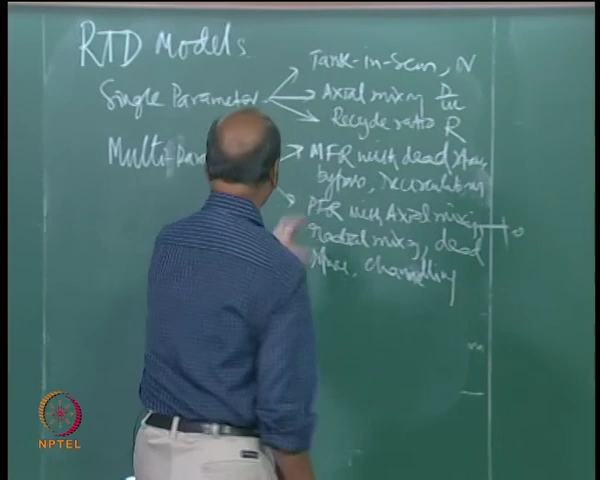 RTD Models
Single Parameter
Tank-in-series, N
Axial mixing D/uL
Recycle ratio R
Multi-Para
MFR with dead space,
bypass, recirculation
PFR with Axial mixing
radial mixing, dead
space, channelling
NPTEL